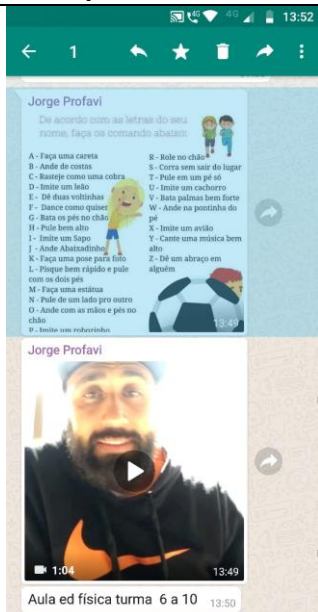 4G 4G 13:52
1
Jorge Profavi
De acordo com as letras do seu
nome, faça os comando abaixo:
A - Faça uma careta
B - Ande de costas
C - Rasteje como uma cobra
D - Imite um leão
E - Dê duas voltinhas
F - Dance como quiser
G - Bata os pés no chão
H - Pule bem alto
I - Imite um Sapo
J - Ande Abaixadinho
K - Faça uma pose para foto
L - Pisque bem rápido e pule
com os dois pés
M - Faça uma estátua
N - Pule de um lado pro outro
O - Ande com as mãos e pés no
chão
P - Imite um roborinho
R - Role no chão
S - Corra sem sair do lugar
T - Pule em um pé só
U - Imite um cachorro
V - Bata palmas bem forte
W - Ande na pontinha do
pé
X - Imite um avião
Y - Cante uma música bem
alto
Z - Dê um abraço em
alguém
13:49
Jorge Profavi
1:04
13:49
Aula ed física turma 6 a 10
13:50